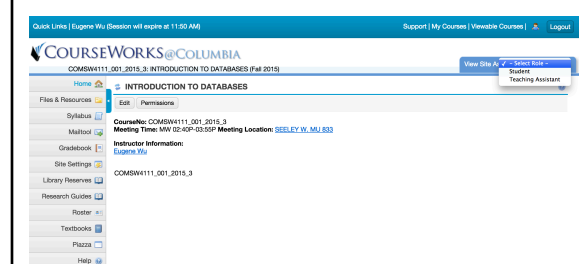 Quick Links | Eugene Wu (Session will expire at 11:50 AM) Support | My Courses | Viewable Courses | Logout
COURSEWORKS@COLUMBIA
COMSW4111_001_2015_3: INTRODUCTION TO DATABASES (Fall 2015) View Site As ✓ - Select Role -
Student
Teaching Assistant
Home
INTRODUCTION TO DATABASES
Files & Resources
Edit Permissions
Syllabus
CourseNo: COMSW4111_001_2015_3
Mailtool
Meeting Time: MW 02:40P-03:55P Meeting Location: SEELEY W. MU 833
Gradebook
Instructor Information:
Eugene Wu
Site Settings
COMSW4111_001_2015_3
Library Reserves
Research Guides
Roster
Textbooks
Piazza
Help